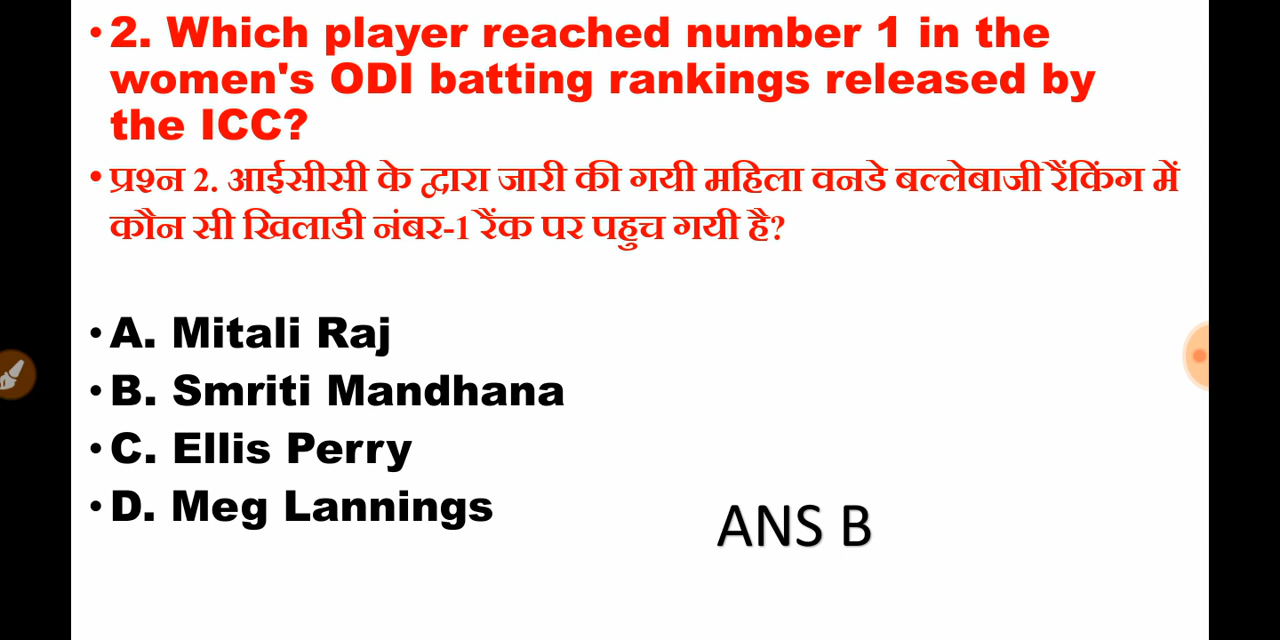 • 2. Which player reached number 1 in the
women's ODI batting rankings released by
the ICC?
• प्रश्न 2. आईसीसी के द्वारा जारी की गयी महिला वनडे बल्लेबाजी रैंकिंग में
कौन सी खिलाडी नंबर-1 रैंक पर पहुच गयी है?
• A. Mitali Raj
• B. Smriti Mandhana
• C. Ellis Perry
• D. Meg Lannings
ANS B